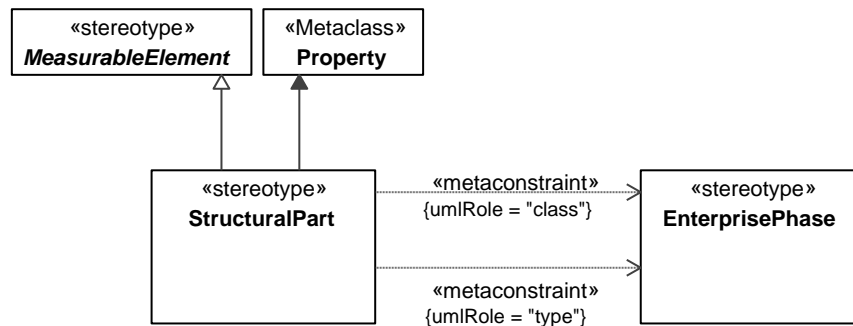 «stereotype»
MeasurableElement
«Metaclass»
Property
«stereotype»
StructuralPart
«metaconstraint»
{umlRole = "class"}
«stereotype»
EnterprisePhase
«metaconstraint»
{umlRole = "type"}